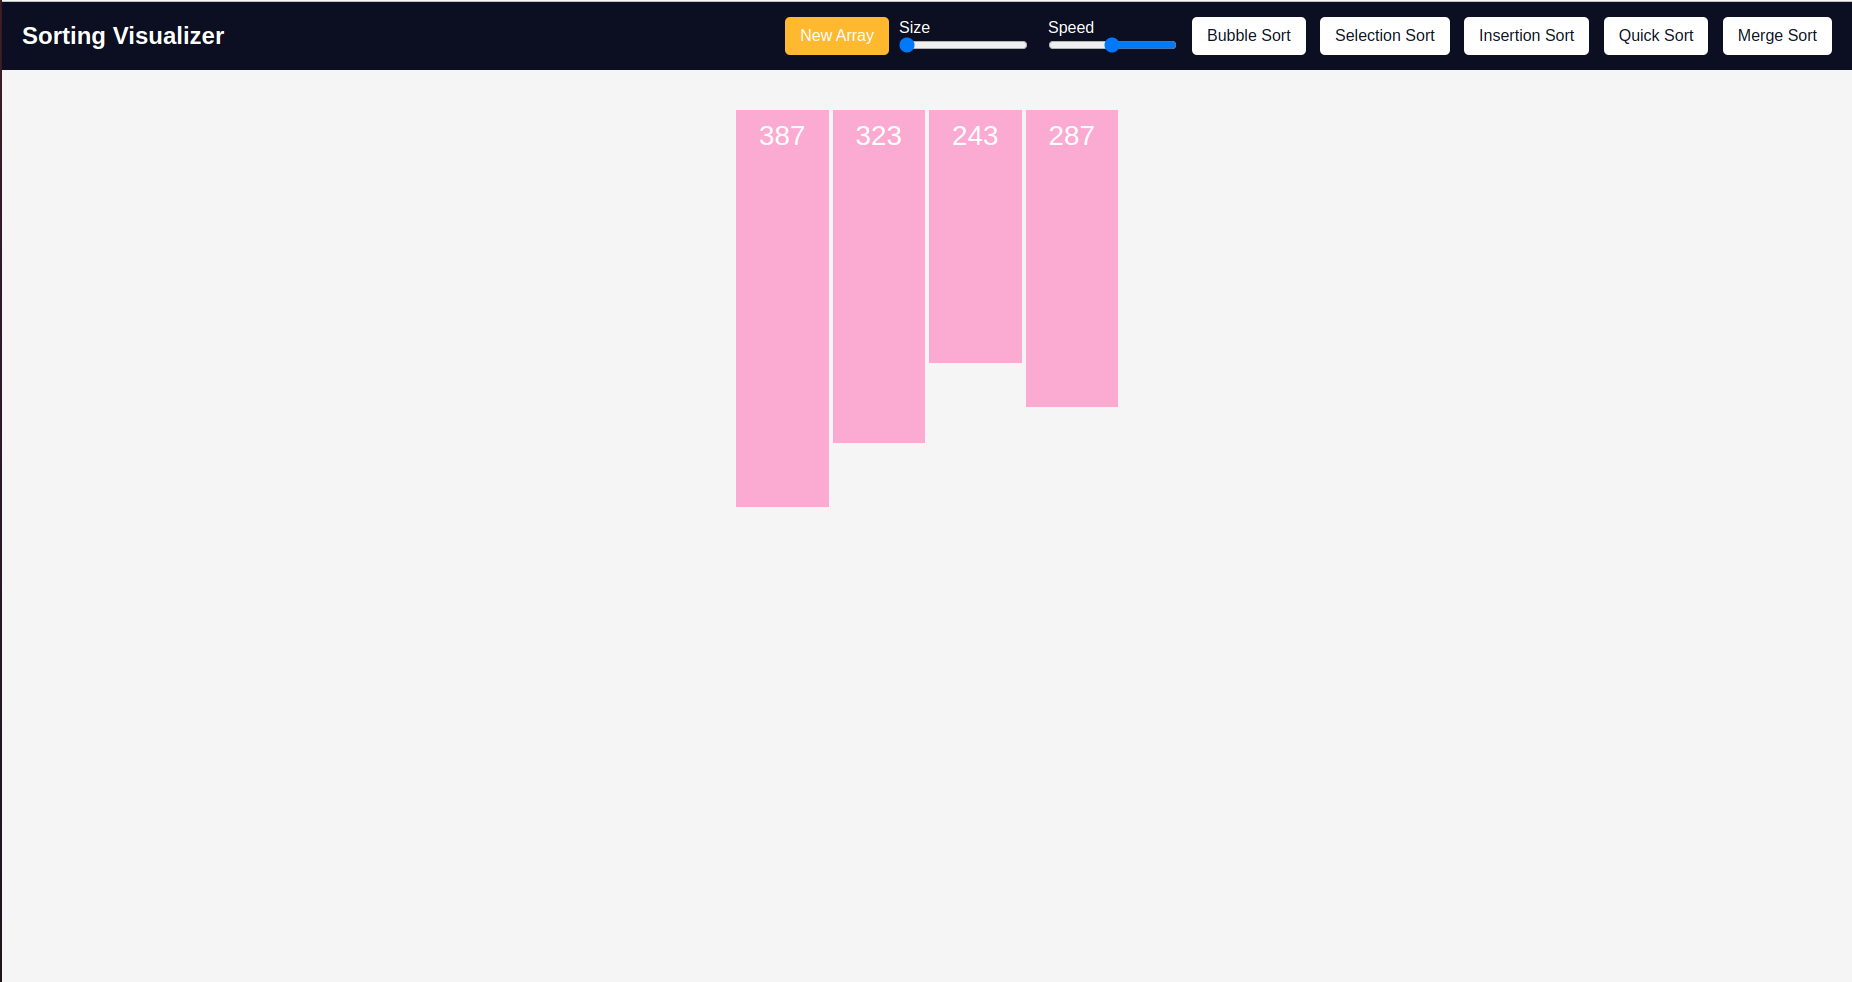 Sorting Visualizer
New Array
Size
Speed
Bubble Sort
Selection Sort
Insertion Sort
Quick Sort
Merge Sort
387
323
243
287